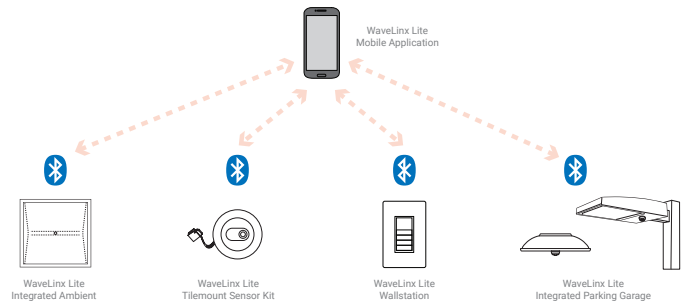 WaveLinx Lite
Mobile Application
WaveLinx Lite
Integrated Ambient
WaveLinx Lite
Tilemount Sensor Kit
WaveLinx Lite
Wallstation
WaveLinx Lite
Integrated Parking Garage